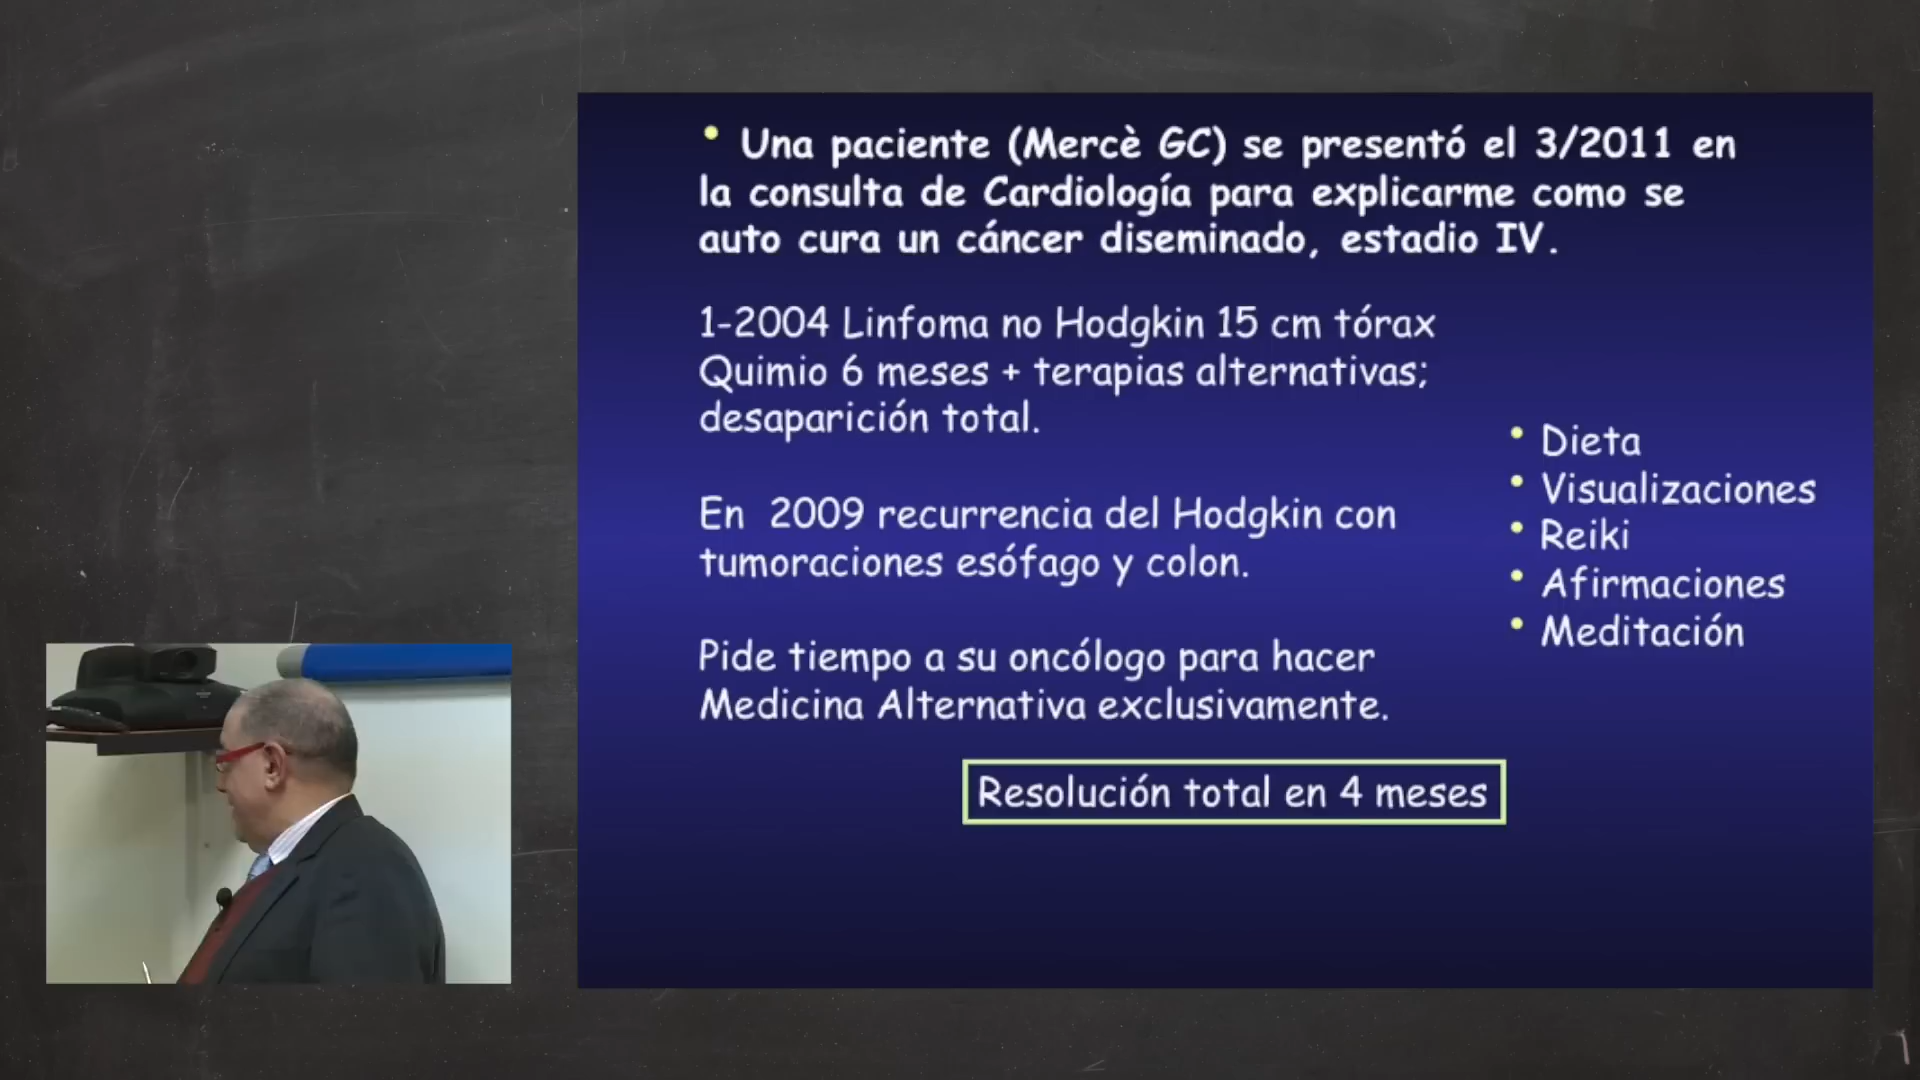 • Una paciente (Mercè GC) se presentó el 3/2011 en
la consulta de Cardiología para explicarme como se
auto cura un cáncer diseminado, estadio IV.
1-2004 Linfoma no Hodgkin 15 cm tórax
Quimio 6 meses + terapias alternativas;
desaparición total.
En 2009 recurrencia del Hodgkin con
tumoraciones esófago y colon.
Pide tiempo a su oncólogo para hacer
Medicina Alternativa exclusivamente.
• Dieta
• Visualizaciones
• Reiki
• Afirmaciones
• Meditación
Resolución total en 4 meses